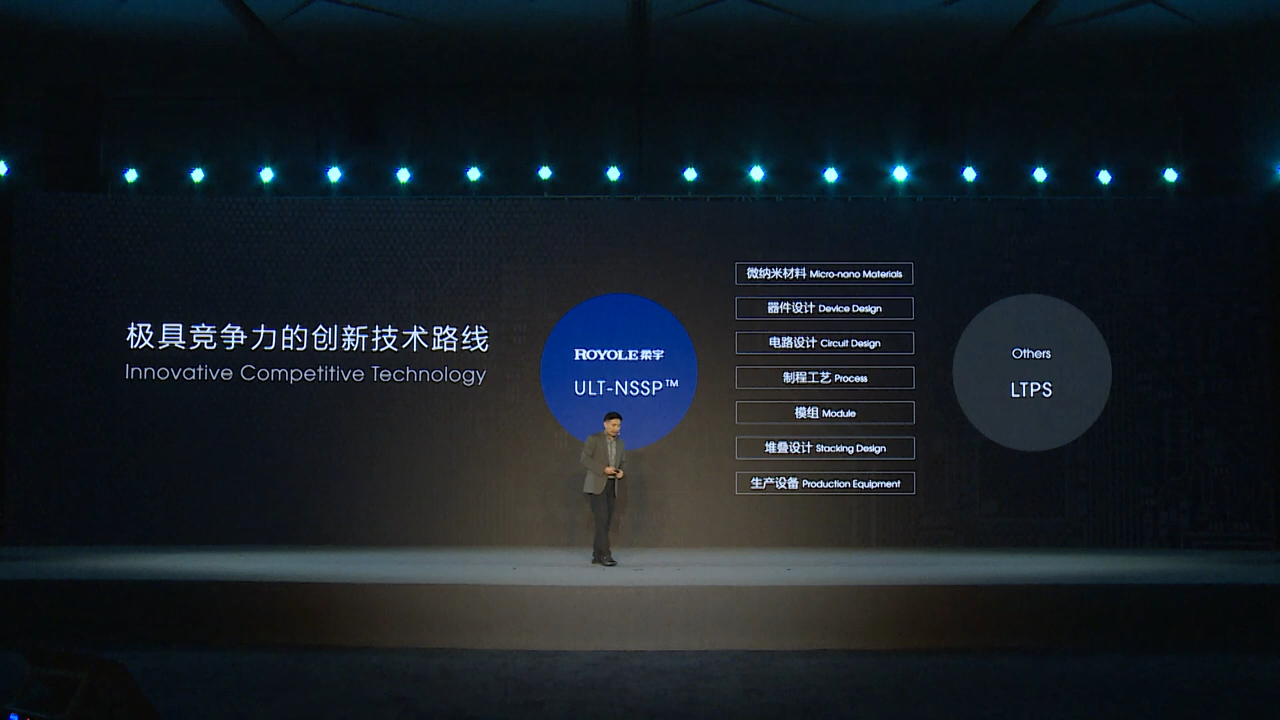 极具竞争力的创新技术路线
Innovative Competitive Technology
ROYOLE柔宇
ULT-NSSP™
微纳米材料 Micro-nano Materials
器件设计 Device Design
电路设计 Circuit Design
制程工艺 Process
模组 Module
堆叠设计 Stacking Design
生产设备 Production Equipment
Others
LTPS